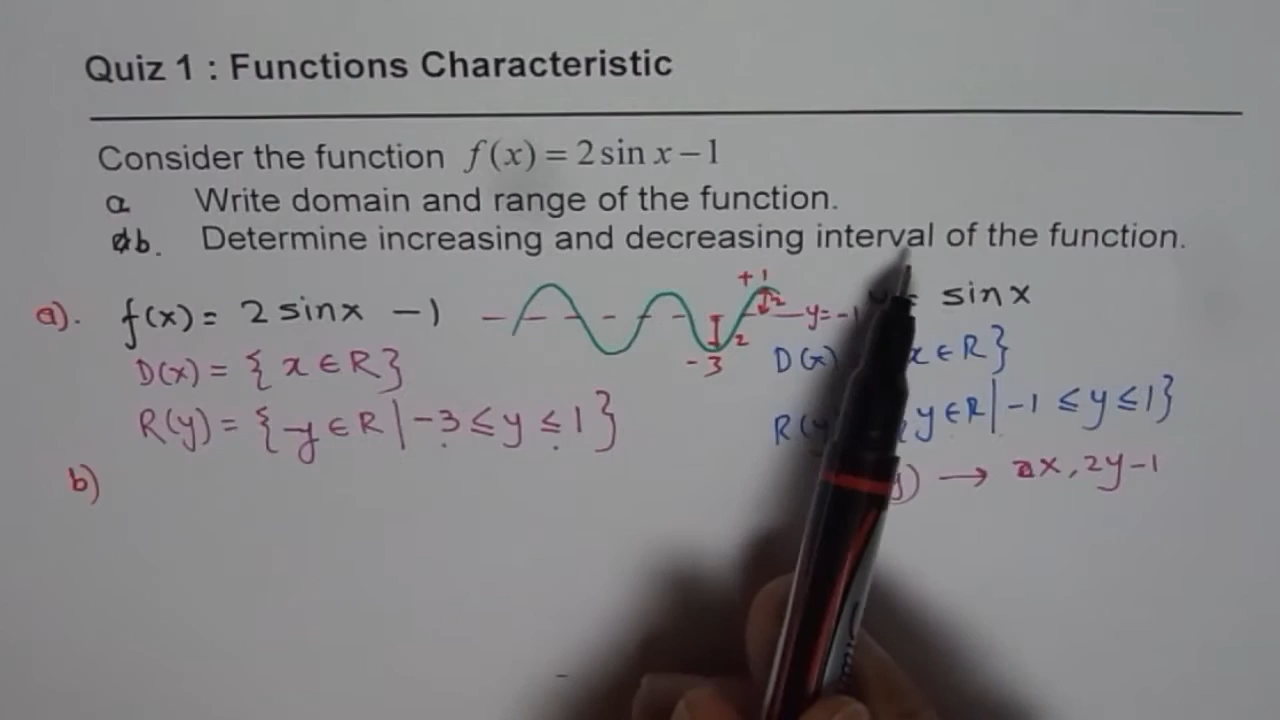 Quiz 1 : Functions Characteristic
Consider the function f(x) = 2 sin x − 1
a Write domain and range of the function.
b. Determine increasing and decreasing interval of the function.
a). f(x) = 2 sinx − 1
+1
2
y=-1
2
-3
= sinx
D(x) = { x ∈ R }
D(x) x ∈ R }
R(y) = { y ∈ R | -3 ≤ y ≤ 1 }
R(y) { y ∈ R | -1 ≤ y ≤ 1 }
b)
y) → x, 2y-1